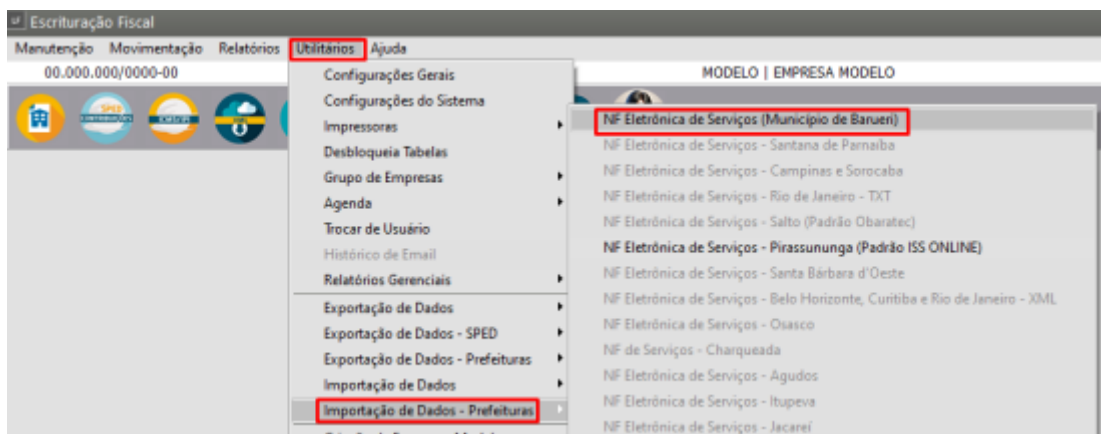 Escrituração Fiscal
Manutenção Movimentação Relatórios Utilitários Ajuda
00.000.000/0000-00 MODELO | EMPRESA MODELO
Configurações Gerais
Configurações do Sistema
Impressoras
Desbloqueia Tabelas
Grupo de Empresas
Agenda
Trocar de Usuário
Histórico de Email
Relatórios Gerenciais
Exportação de Dados
Exportação de Dados - SPED
Exportação de Dados - Prefeituras
Importação de Dados
Importação de Dados - Prefeituras
NF Eletrônica de Serviços (Município de Barueri)
NF Eletrônica de Serviços - Santana de Parnaíba
NF Eletrônica de Serviços - Campinas e Sorocaba
NF Eletrônica de Serviços - Rio de Janeiro - TXT
NF Eletrônica de Serviços - Salto (Padrão Obaratec)
NF Eletrônica de Serviços - Pirassununga (Padrão ISS ONLINE)
NF Eletrônica de Serviços - Santa Bárbara d'Oeste
NF Eletrônica de Serviços - Belo Horizonte, Curitiba e Rio de Janeiro - XML
NF Eletrônica de Serviços - Osasco
NF de Serviços - Charqueada
NF Eletrônica de Serviços - Agudos
NF Eletrônica de Serviços - Itupeva
NF Eletrônica de Serviços - Jacareí